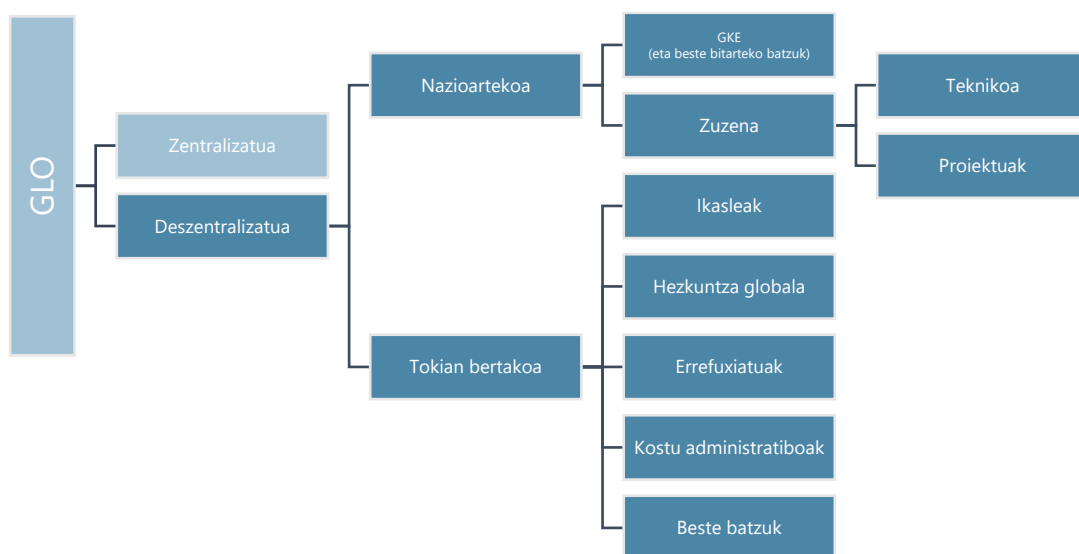 GLO
Zentralizatua
Deszentralizatua
Nazioartekoa
Tokian bertakoa
GKE
(eta beste bitarteko batzuk)
Zuzena
Ikasleak
Hezkuntza globala
Errefuxiatuak
Kostu administratiboak
Beste batzuk
Teknikoa
Proiektuak